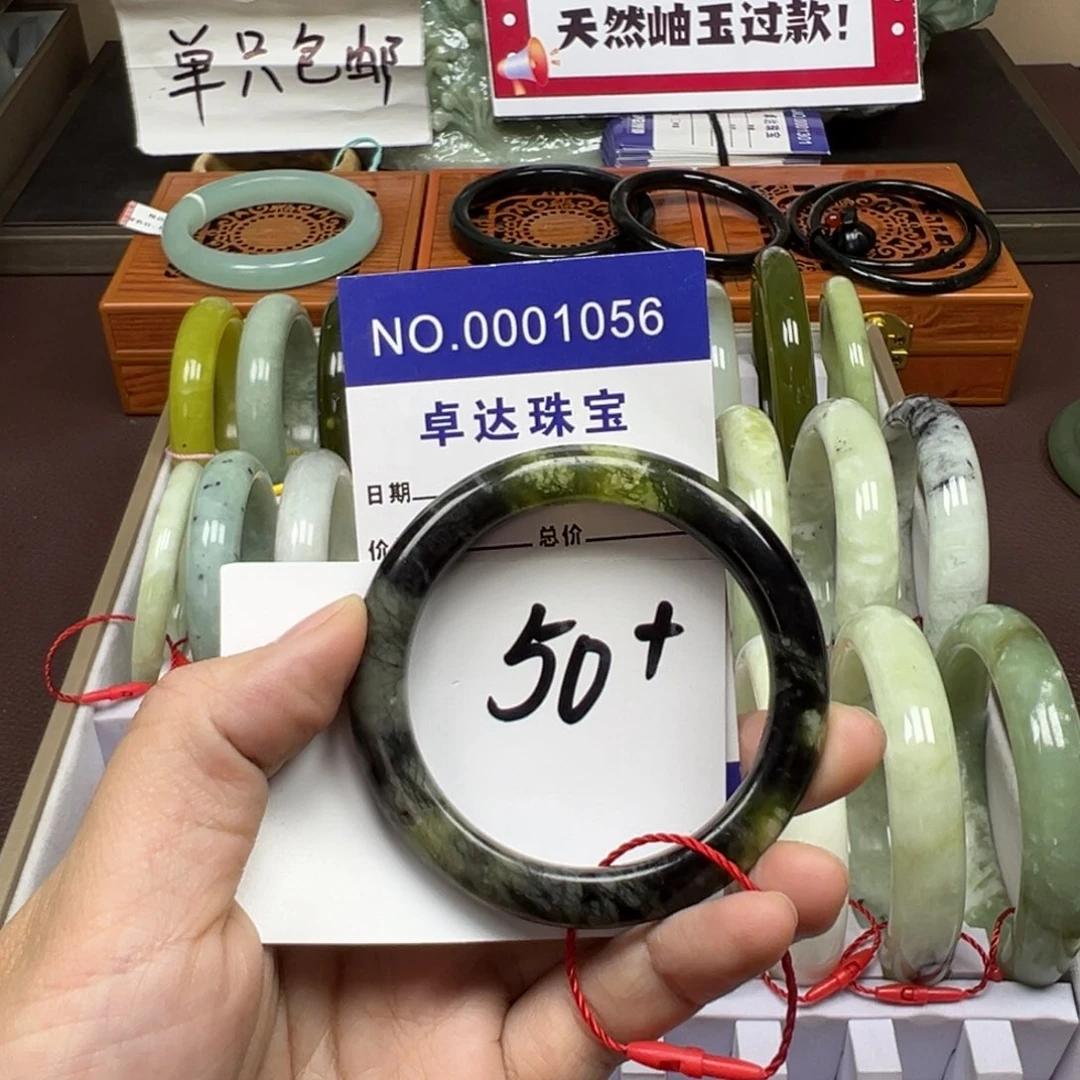 单只包邮
天然岫玉过款!
NO.0001056
卓达珠宝
日期
价
总价
50+